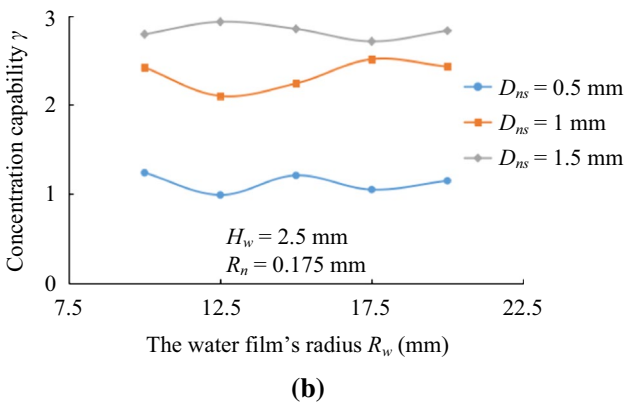 Concentration capability γ
3
2
1
0
7.5
12.5
17.5
22.5
D_ns = 0.5 mm
D_ns = 1 mm
D_ns = 1.5 mm
H_w = 2.5 mm
R_n = 0.175 mm
The water film's radius R_w (mm)
(b)